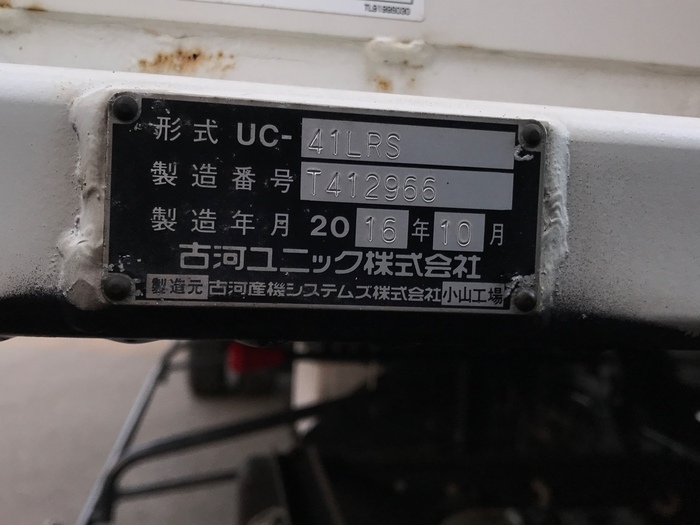 TLB1999030
形式 UC-41LRS
製造番号 T412966
製造年月 2016年10月
古河ユニック株式会社
製造元 古河産機システムズ株式会社 小山工場